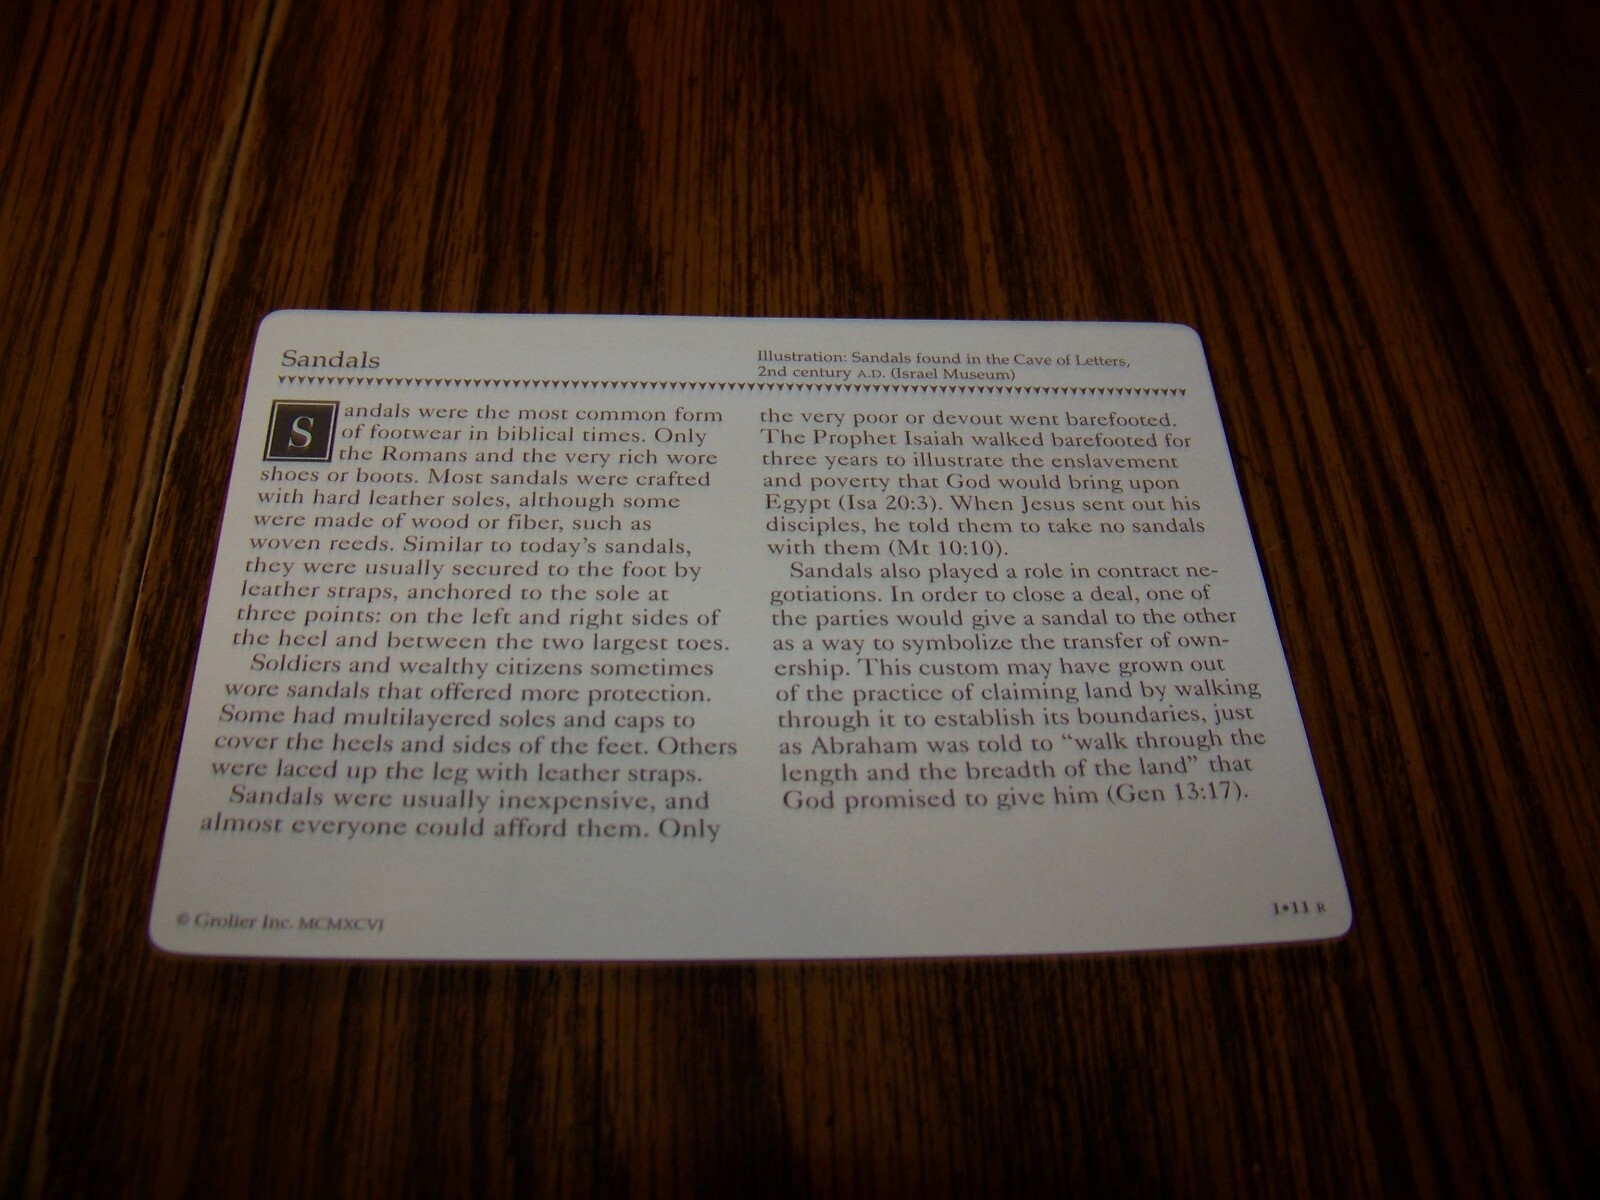 Sandals
Illustration: Sandals found in the Cave of Letters,
2nd century A.D. (Israel Museum)
Sandals were the most common form
of footwear in biblical times. Only
the Romans and the very rich wore
shoes or boots. Most sandals were crafted
with hard leather soles, although some
were made of wood or fiber, such as
woven reeds. Similar to today's sandals,
they were usually secured to the foot by
leather straps, anchored to the sole at
three points: on the left and right sides of
the heel and between the two largest toes.
Soldiers and wealthy citizens sometimes
wore sandals that offered more protection.
Some had multilayered soles and caps to
cover the heels and sides of the feet. Others
were laced up the leg with leather straps.
Sandals were usually inexpensive, and
almost everyone could afford them. Only
the very poor or devout went barefooted.
The Prophet Isaiah walked barefooted for
three years to illustrate the enslavement
and poverty that God would bring upon
Egypt (Isa 20:3). When Jesus sent out his
disciples, he told them to take no sandals
with them (Mt 10:10).
Sandals also played a role in contract ne-
gotiations. In order to close a deal, one of
the parties would give a sandal to the other
as a way to symbolize the transfer of own-
ership. This custom may have grown out
of the practice of claiming land by walking
through it to establish its boundaries, just
as Abraham was told to “walk through the
length and the breadth of the land” that
God promised to give him (Gen 13:17).
© Grolier Inc. MCMXCVI
1•11 R